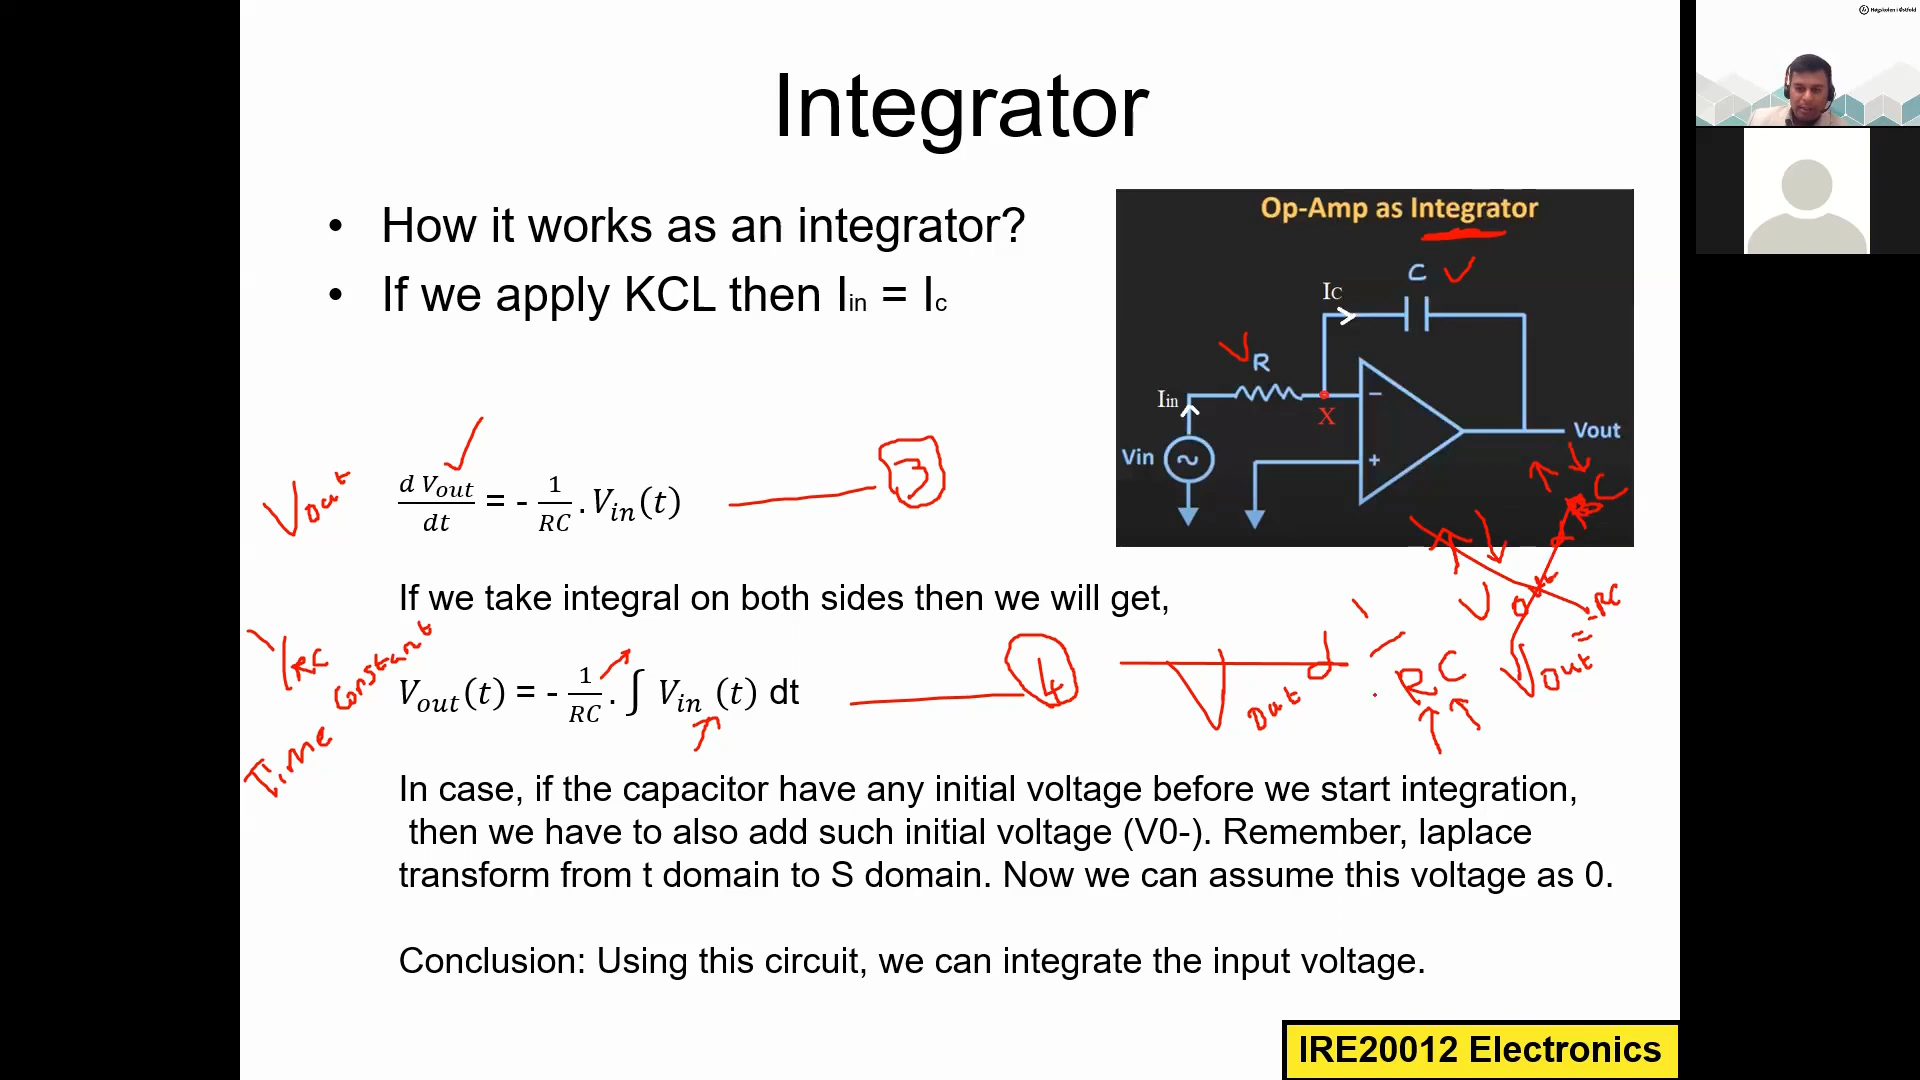 Høgskolen i Østfold
Integrator
• How it works as an integrator?
• If we apply KCL then Iin = Ic
Op-Amp as Integrator
C
IC
R
Iin
X
Vin
Vout
Vout
d Vout/dt = - 1/RC . Vin(t)
3
RC
If we take integral on both sides then we will get,
RC
1/RC
Time constant
Vout(t) = - 1/RC . ∫ Vin (t) dt
4
Vout
RC
Vout
In case, if the capacitor have any initial voltage before we start integration,
then we have to also add such initial voltage (V0-). Remember, laplace
transform from t domain to S domain. Now we can assume this voltage as 0.
Conclusion: Using this circuit, we can integrate the input voltage.
IRE20012 Electronics